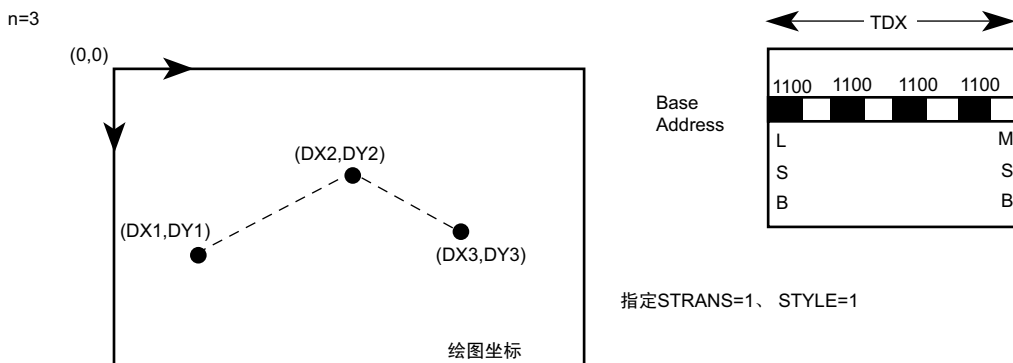 n=3
(0,0)
(DX1,DY1)
(DX2,DY2)
(DX3,DY3)
绘图坐标
TDX
1100 1100 1100 1100
Base
Address
L M
S S
B B
指定STRANS=1、 STYLE=1